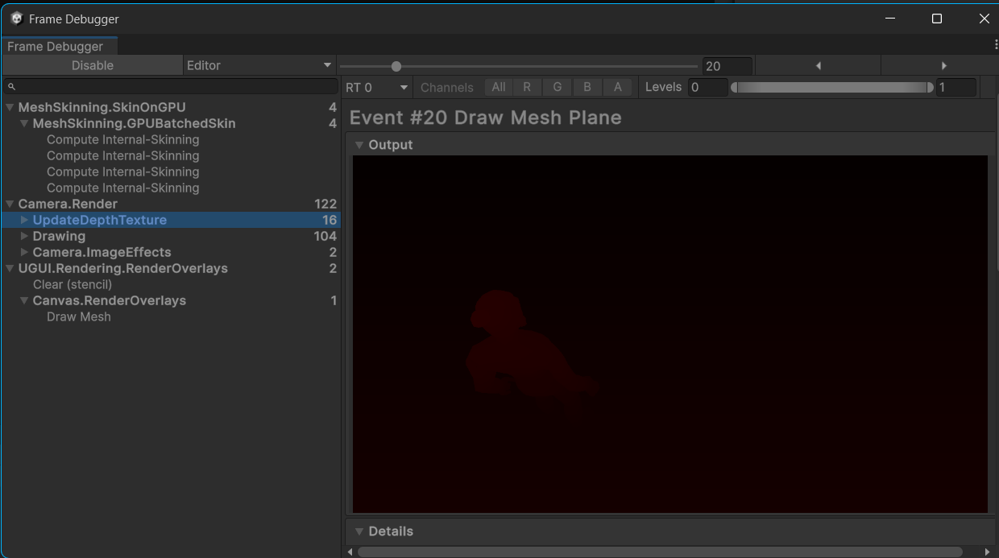 Frame Debugger
Frame Debugger
Disable
Editor
20
RT 0
Channels
All
R
G
B
A
Levels
0
1
MeshSkinning.SkinOnGPU 4
MeshSkinning.GPUBatchedSkin 4
Compute Internal-Skinning
Compute Internal-Skinning
Compute Internal-Skinning
Compute Internal-Skinning
Camera.Render 122
UpdateDepthTexture 16
Drawing 104
Camera.ImageEffects 2
UGUI.Rendering.RenderOverlays 2
Clear (stencil)
Canvas.RenderOverlays 1
Draw Mesh
Event #20 Draw Mesh Plane
Output
Details